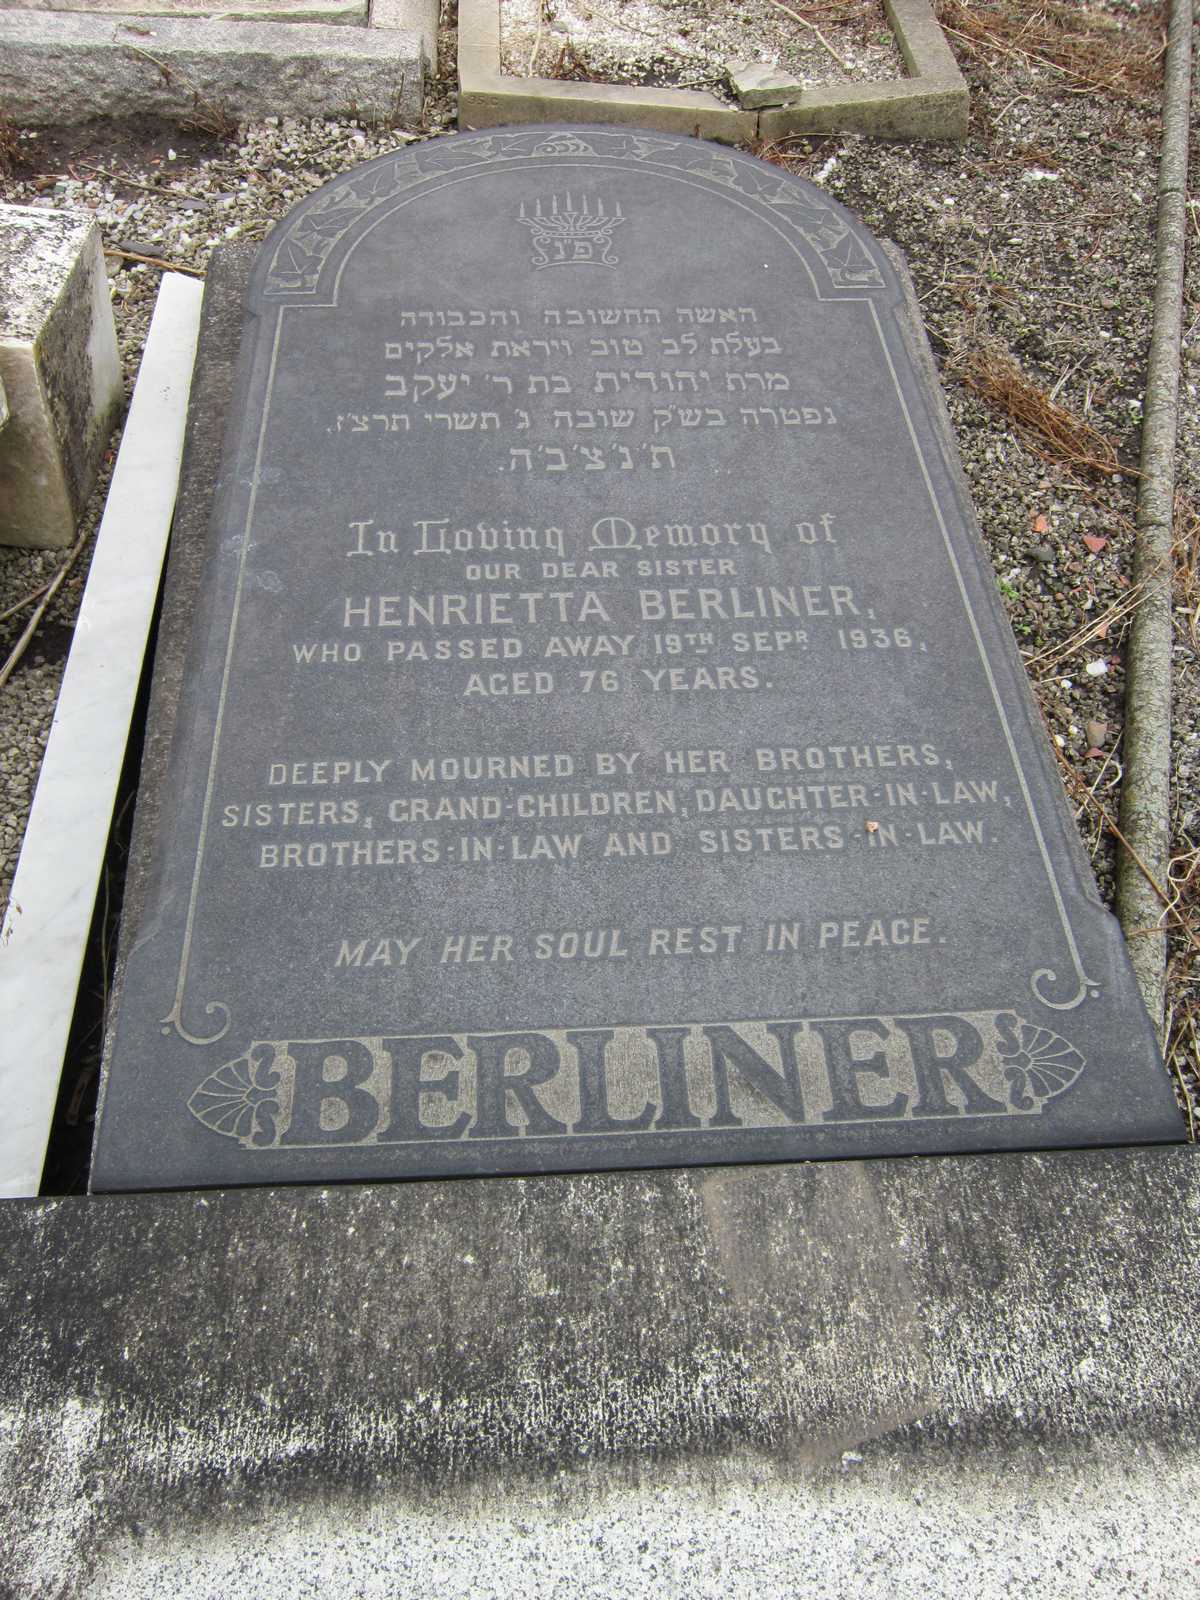 פ״נ
האשה החשובה והכבודה
בעלת לב טוב ויראת אלקים
מרת יהודית בת ר׳ יעקב
נפטרה בש״ק שובה ג׳ תשרי תרצ״ז.
ת׳נ׳צ׳ב׳ה.
In Loving Memory of
OUR DEAR SISTER
HENRIETTA BERLINER,
WHO PASSED AWAY 19TH SEPR 1936,
AGED 76 YEARS.
DEEPLY MOURNED BY HER BROTHERS,
SISTERS, GRAND-CHILDREN, DAUGHTER-IN-LAW,
BROTHERS-IN-LAW AND SISTERS-IN-LAW.
MAY HER SOUL REST IN PEACE.
BERLINER